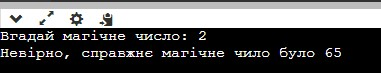 Вгадай магічне число: 2
Невірно, справжнє магічне чило було 65